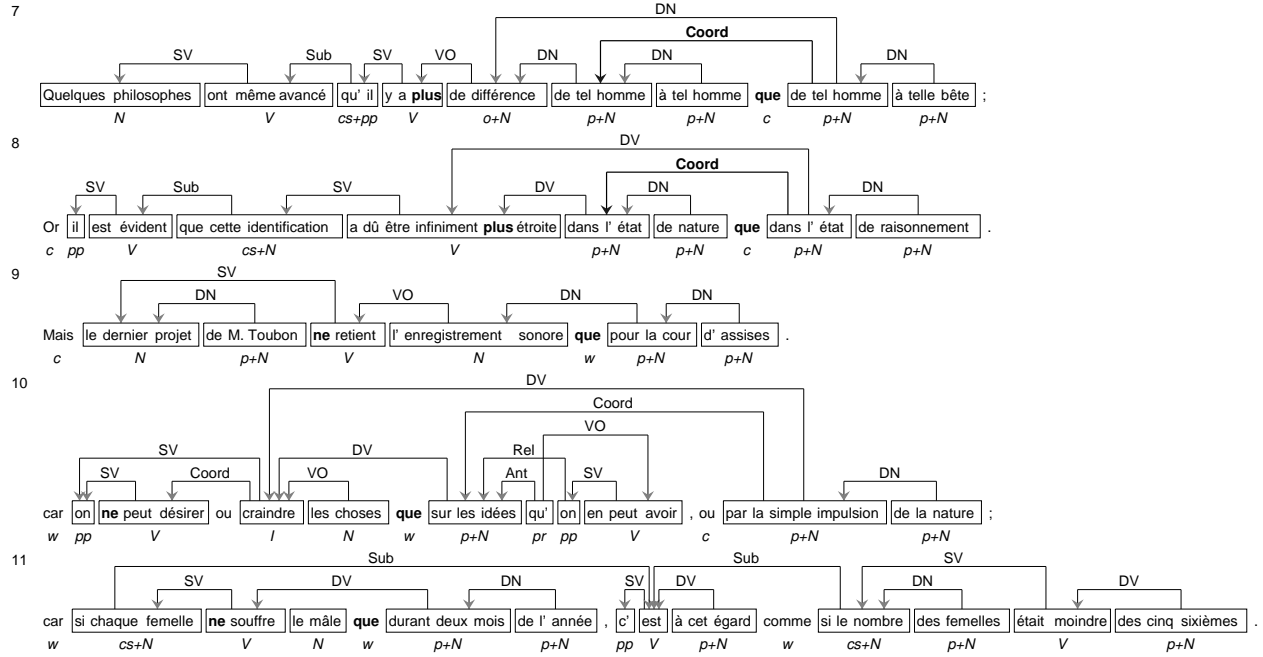 7
DN
Coord
SV Sub SV VO DN DN DN
Quelques philosophes ont même avancé qu' il y a plus de différence de tel homme à tel homme que de tel homme à telle bête ;
N V cs+pp V o+N p+N p+N c p+N p+N
8
DV
Coord
SV Sub SV DV DN DN
Or il est évident que cette identification a dû être infiniment plus étroite dans l' état de nature que dans l' état de raisonnement .
c pp V cs+N V p+N p+N c p+N p+N
9
SV
DN VO DN DN
Mais le dernier projet de M. Toubon ne retient l' enregistrement sonore que pour la cour d' assises .
c N p+N V N w p+N p+N
10
DV
Coord
VO
SV DV Rel
SV Coord VO Ant SV DN
car on ne peut désirer ou craindre les choses que sur les idées qu' on en peut avoir , ou par la simple impulsion de la nature ;
w pp V I N w p+N pr pp V c p+N p+N
11
Sub Sub SV
SV DV DN SV DV DN DV
car si chaque femelle ne souffre le mâle que durant deux mois de l' année , c' est à cet égard comme si le nombre des femelles était moindre des cinq sixièmes .
w cs+N V N w p+N p+N pp V p+N w cs+N p+N V p+N